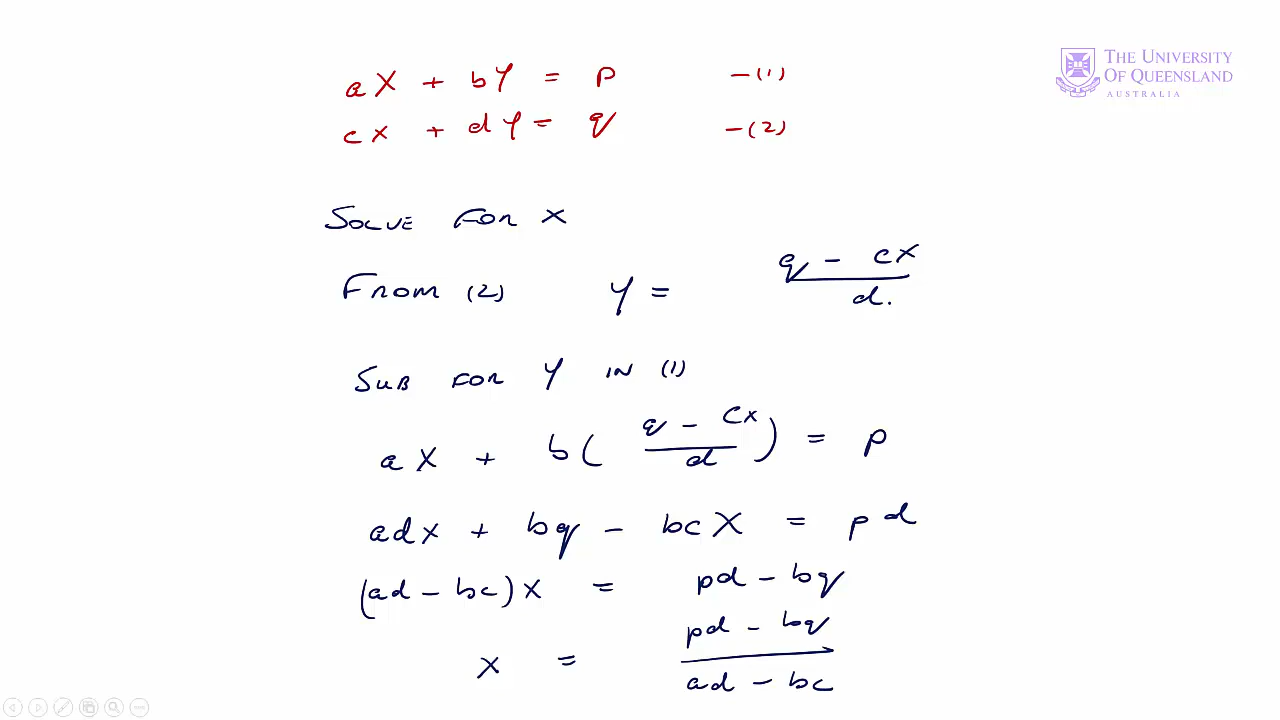 THE UNIVERSITY
OF QUEENSLAND
AUSTRALIA
aX + bY = p -(1)
cX + dY = q -(2)
SOLVE FOR X
FROM (2) Y = (q - cX)/d.
SUB FOR Y IN (1)
aX + b((q - cX)/d) = p
adX + bq - bcX = pd
(ad - bc)X = pd - bq
X = (pd - bq)/(ad - bc)